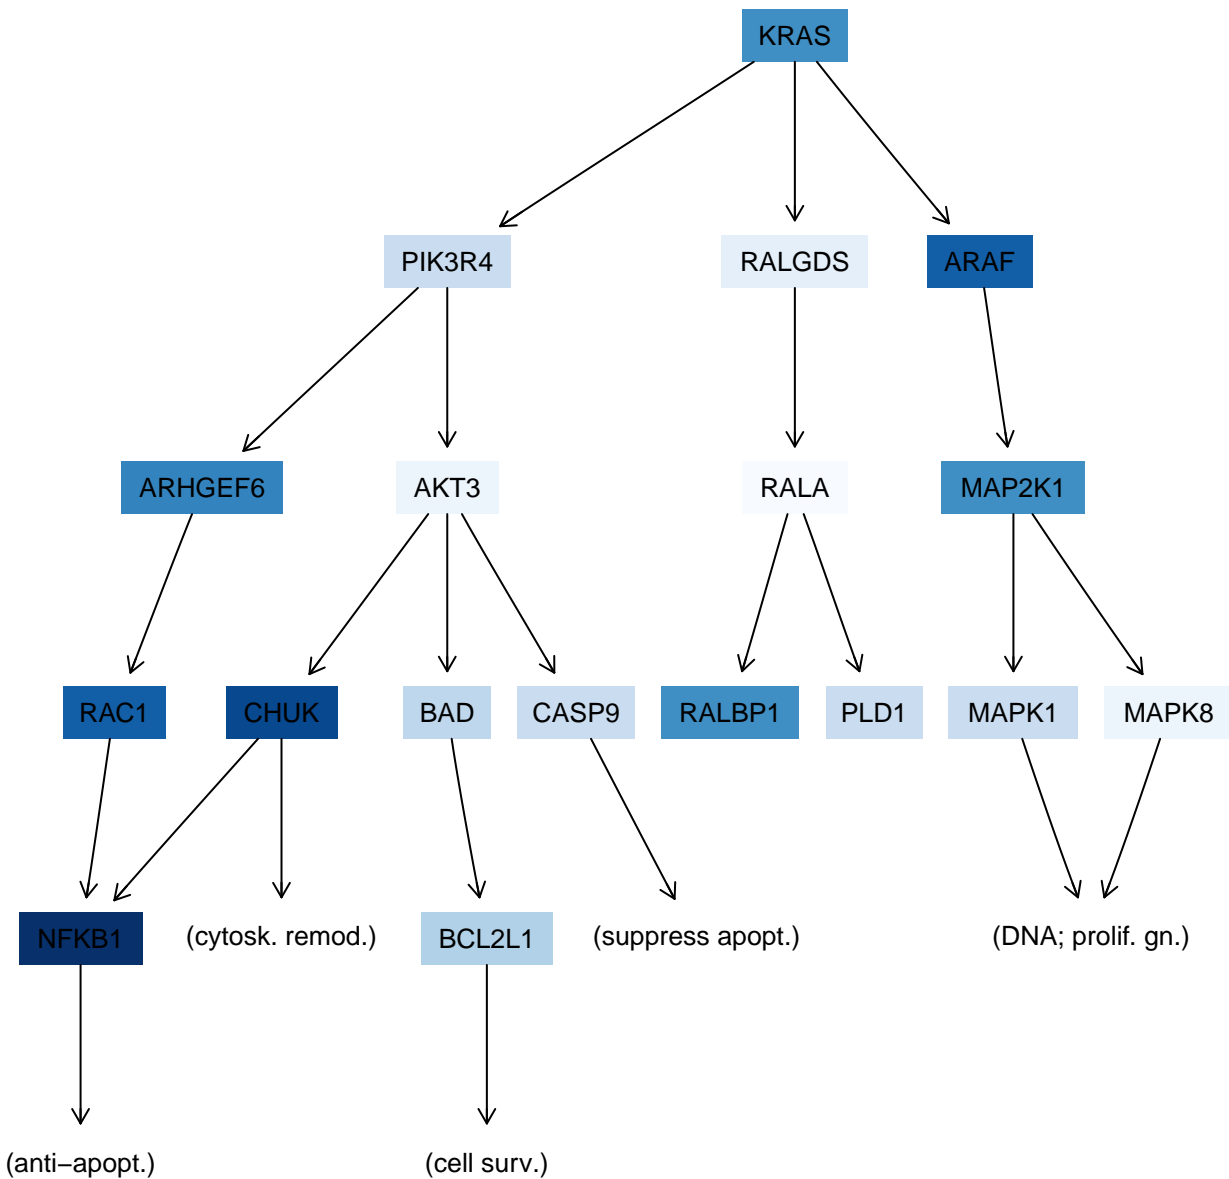 KRAS
PIK3R4
RALGDS
ARAF
ARHGEF6
AKT3
RALA
MAP2K1
RAC1
CHUK
BAD
CASP9
RALBP1
PLD1
MAPK1
MAPK8
NFKB1
(cytosk. remod.)
BCL2L1
(suppress apopt.)
(DNA; prolif. gn.)
(anti−apopt.)
(cell surv.)